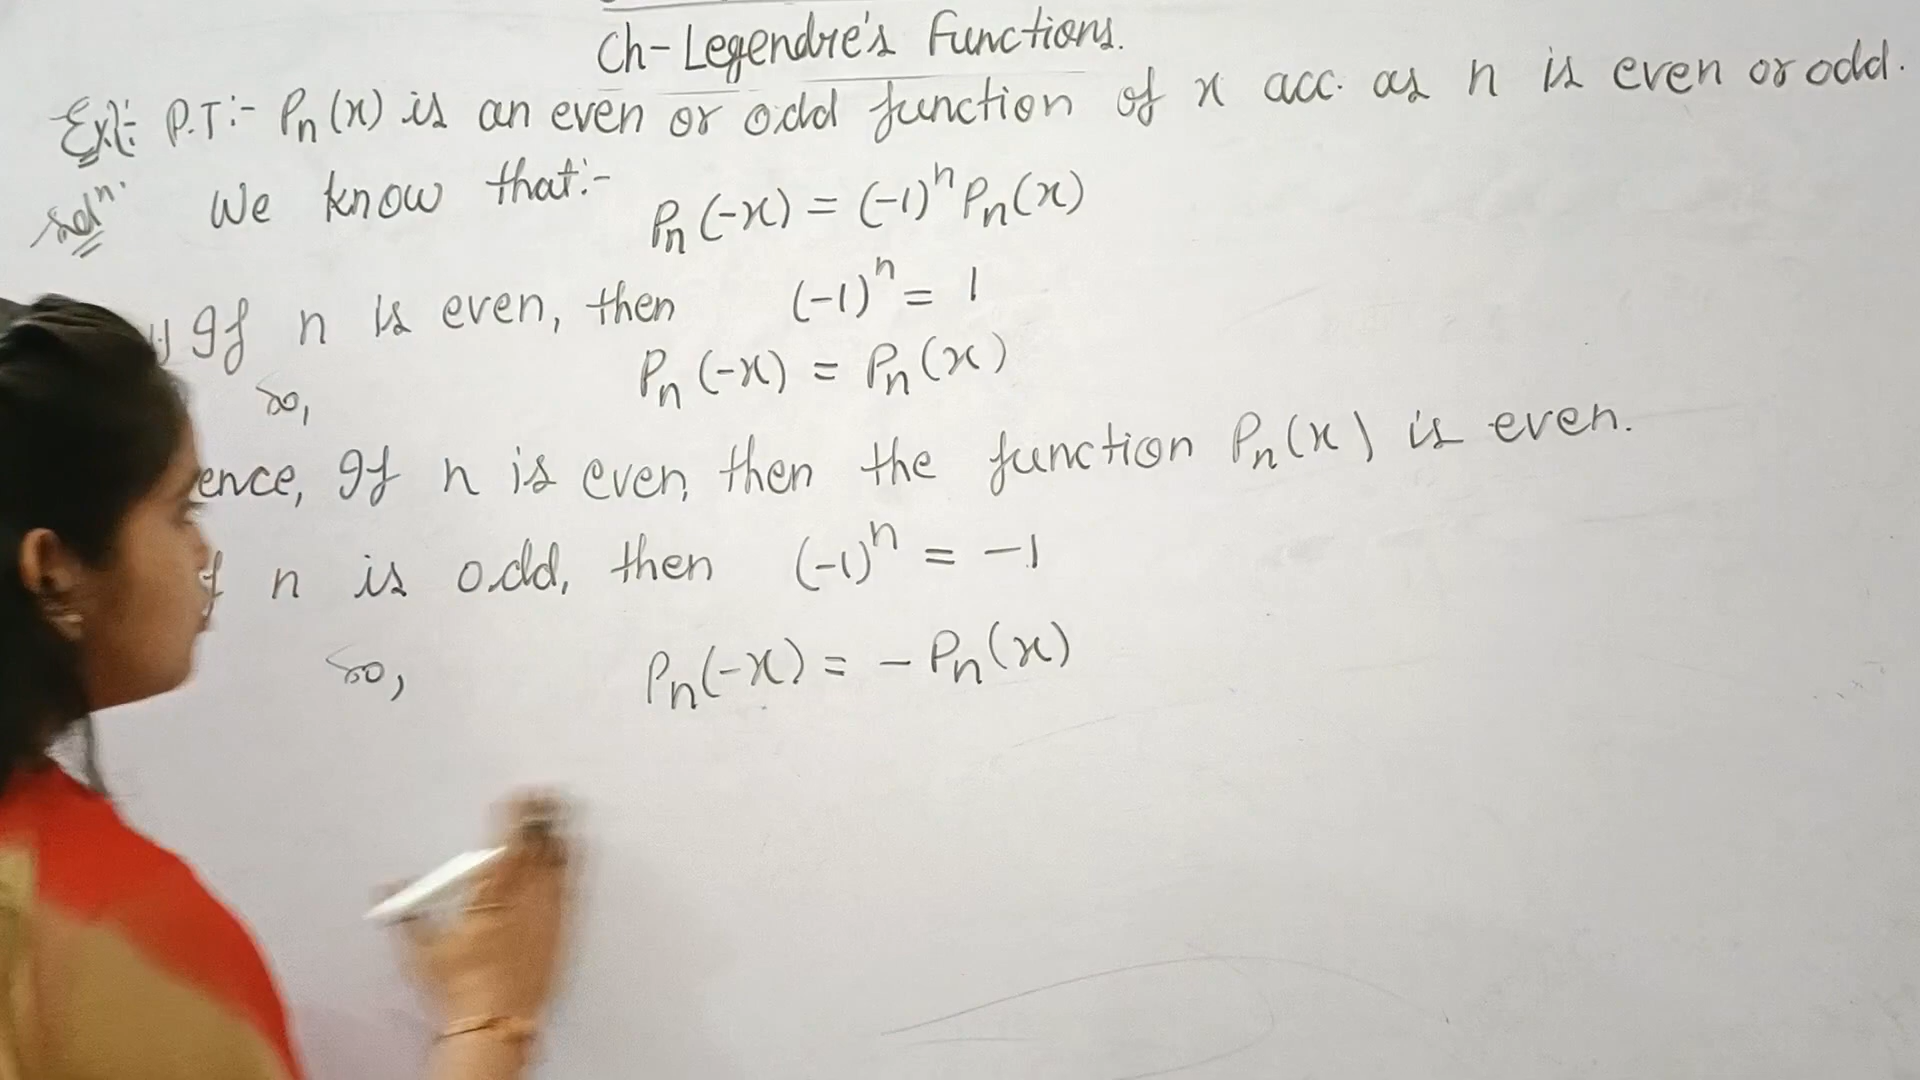 Ch-Legendre's Functions.
Ex1:- P.T:- Pn(x) is an even or odd function of x acc. as n is even or odd.
Solⁿ. We know that:- Pn(-x) = (-1)ⁿ Pn(x)
If n is even, then (-1)ⁿ = 1
So, Pn(-x) = Pn(x)
ence, If n is even, then the function Pn(x) is even.
f n is odd, then (-1)ⁿ = -1
So, Pn(-x) = - Pn(x)